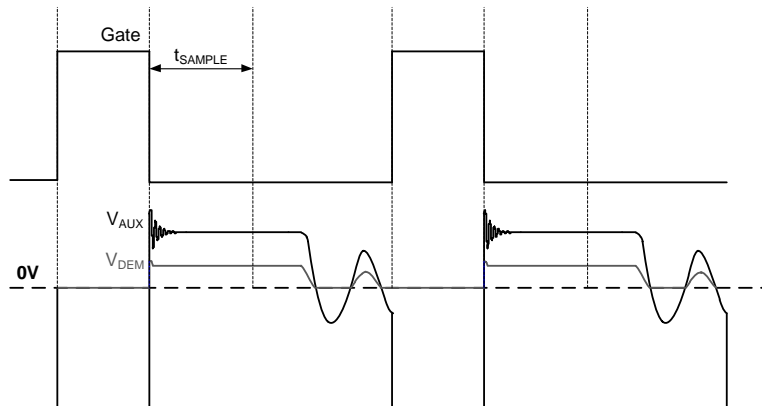 Gate
tSAMPLE
VAUX
VDEM
0V